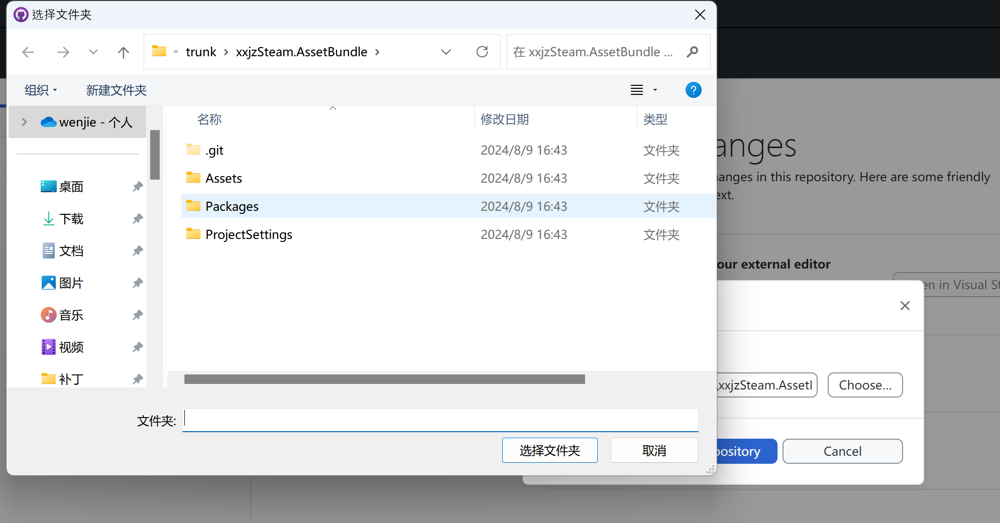 选择文件夹
« trunk › xxjzSteam.AssetBundle ›
在 xxjzSteam.AssetBundle ...
组织
新建文件夹
?
wenjie - 个人
桌面
下载
文档
图片
音乐
视频
补丁
名称 修改日期 类型
.git 2024/8/9 16:43 文件夹
Assets 2024/8/9 16:43 文件夹
Packages 2024/8/9 16:43 文件夹
ProjectSettings 2024/8/9 16:43 文件夹
文件夹:
选择文件夹
取消
anges
anges in this repository. Here are some friendly
ext.
our external editor
en in Visual St
\xxjzSteam.AssetI
Choose...
pository
Cancel